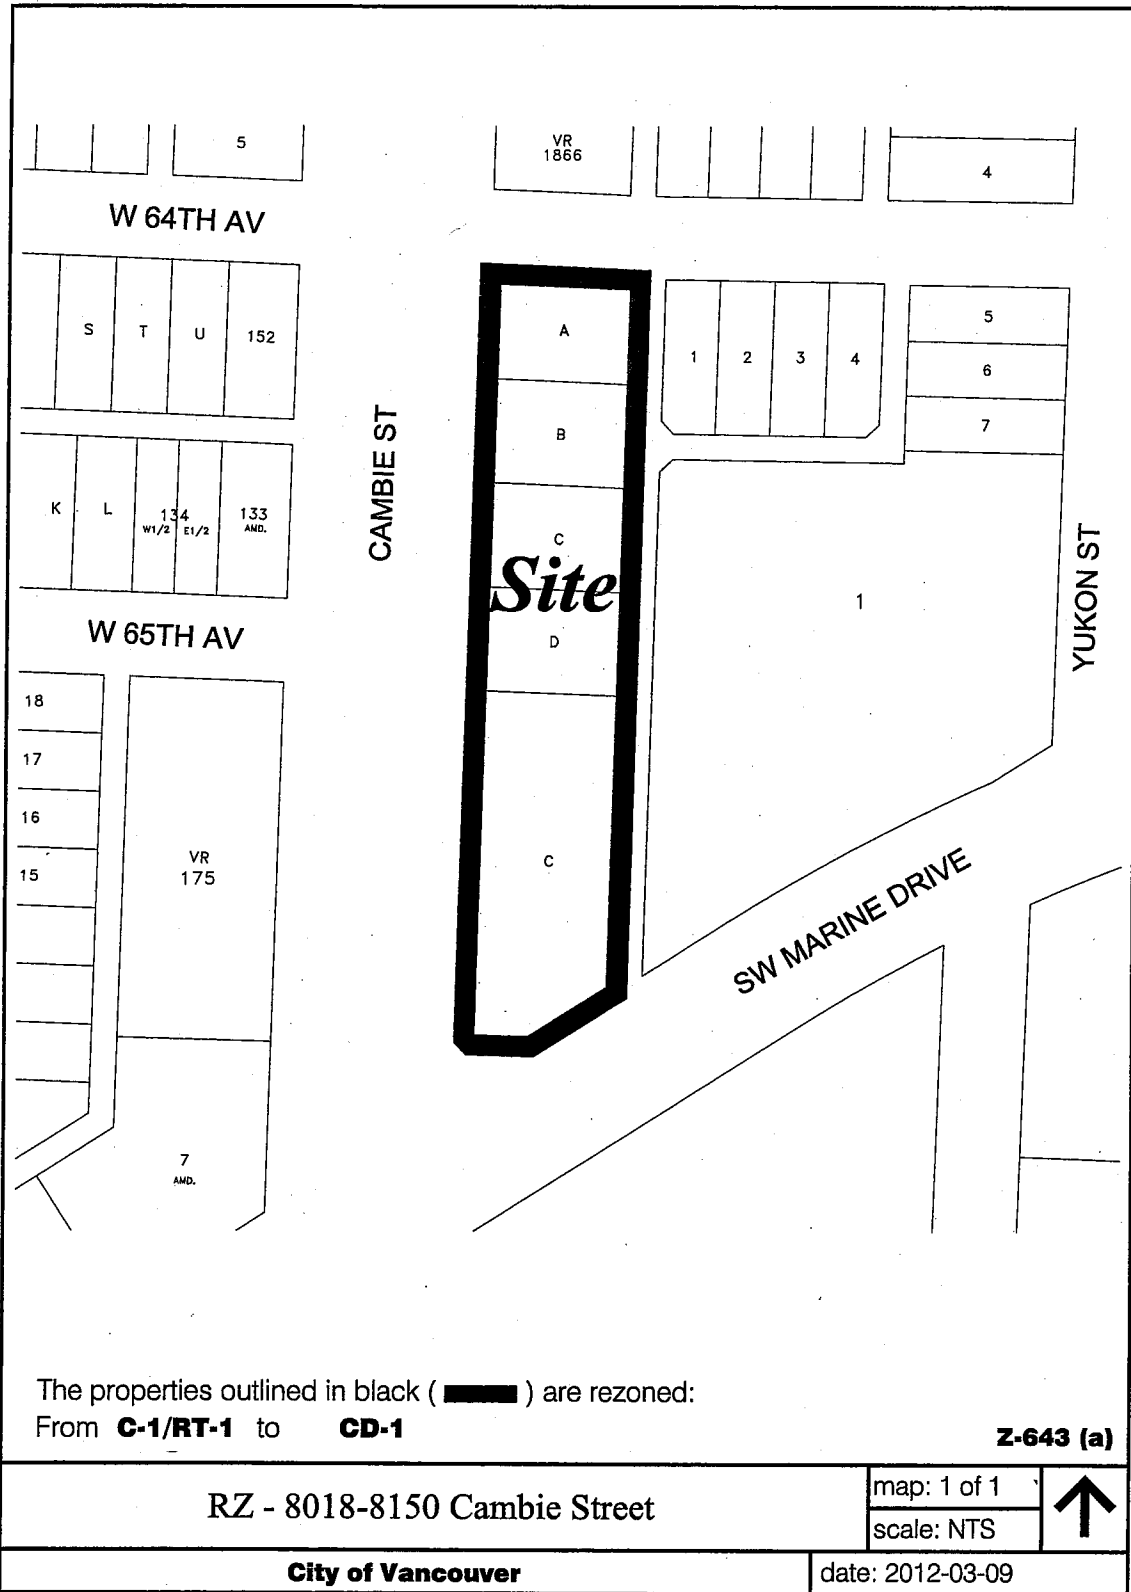 5
VR
1866
4
W 64TH AV
S T U 152
A
1 2 3 4
5
6
7
B
CAMBIE ST
K L 134 133
W1/2 E1/2 AMD.
C
Site
D
1
YUKON ST
W 65TH AV
18
17
16
15
VR
175
C
SW MARINE DRIVE
7
AMD.
The properties outlined in black ( ) are rezoned:
From C-1/RT-1 to CD-1
Z-643 (a)
RZ - 8018-8150 Cambie Street
map: 1 of 1
scale: NTS
City of Vancouver
date: 2012-03-09